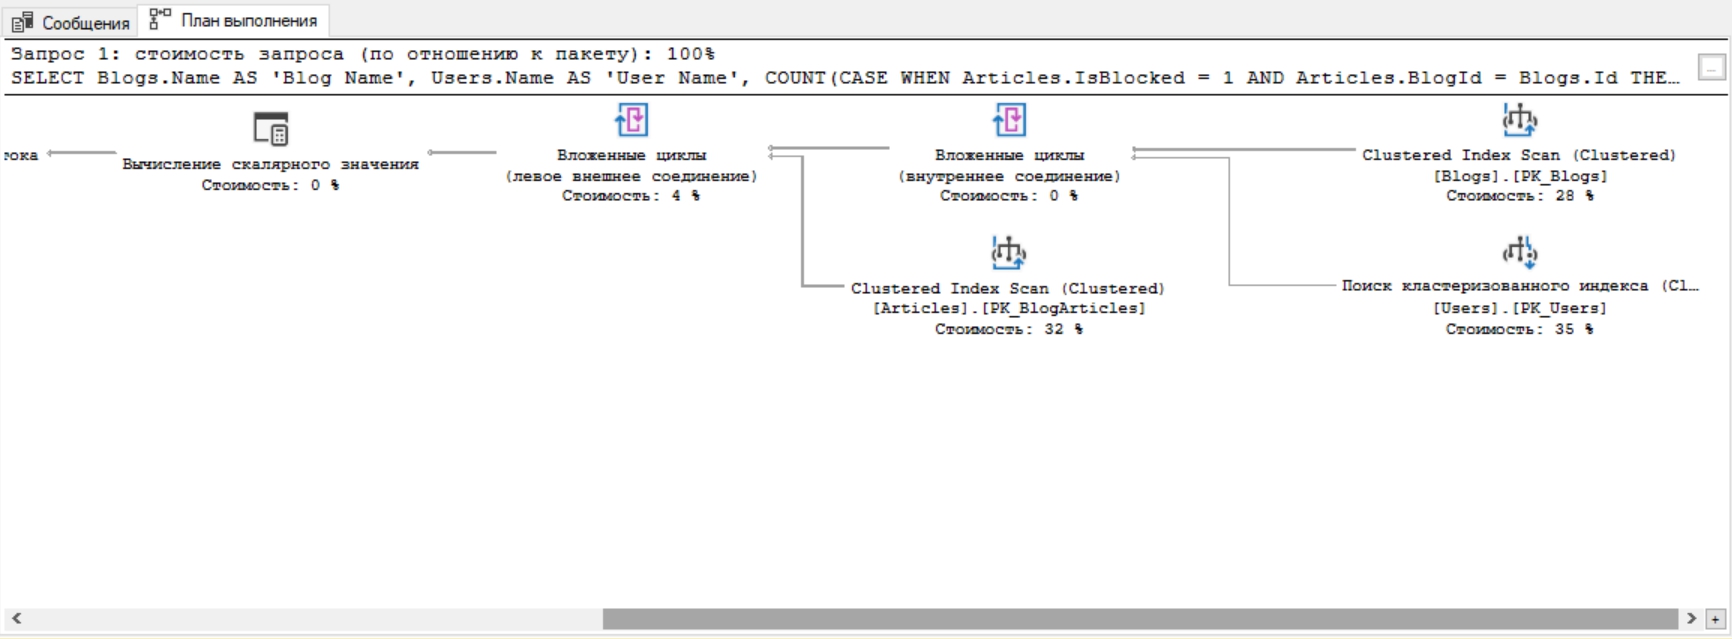 Сообщения
План выполнения
Запрос 1: стоимость запроса (по отношению к пакету): 100%
SELECT Blogs.Name AS 'Blog Name', Users.Name AS 'User Name', COUNT(CASE WHEN Articles.IsBlocked = 1 AND Articles.BlogId = Blogs.Id THE…
...
тока
Вычисление скалярного значения
Стоимость: 0 %
Вложенные циклы
(левое внешнее соединение)
Стоимость: 4 %
Вложенные циклы
(внутреннее соединение)
Стоимость: 0 %
Clustered Index Scan (Clustered)
[Blogs].[PK_Blogs]
Стоимость: 28 %
Clustered Index Scan (Clustered)
[Articles].[PK_BlogArticles]
Стоимость: 32 %
Поиск кластеризованного индекса (Cl…
[Users].[PK_Users]
Стоимость: 35 %